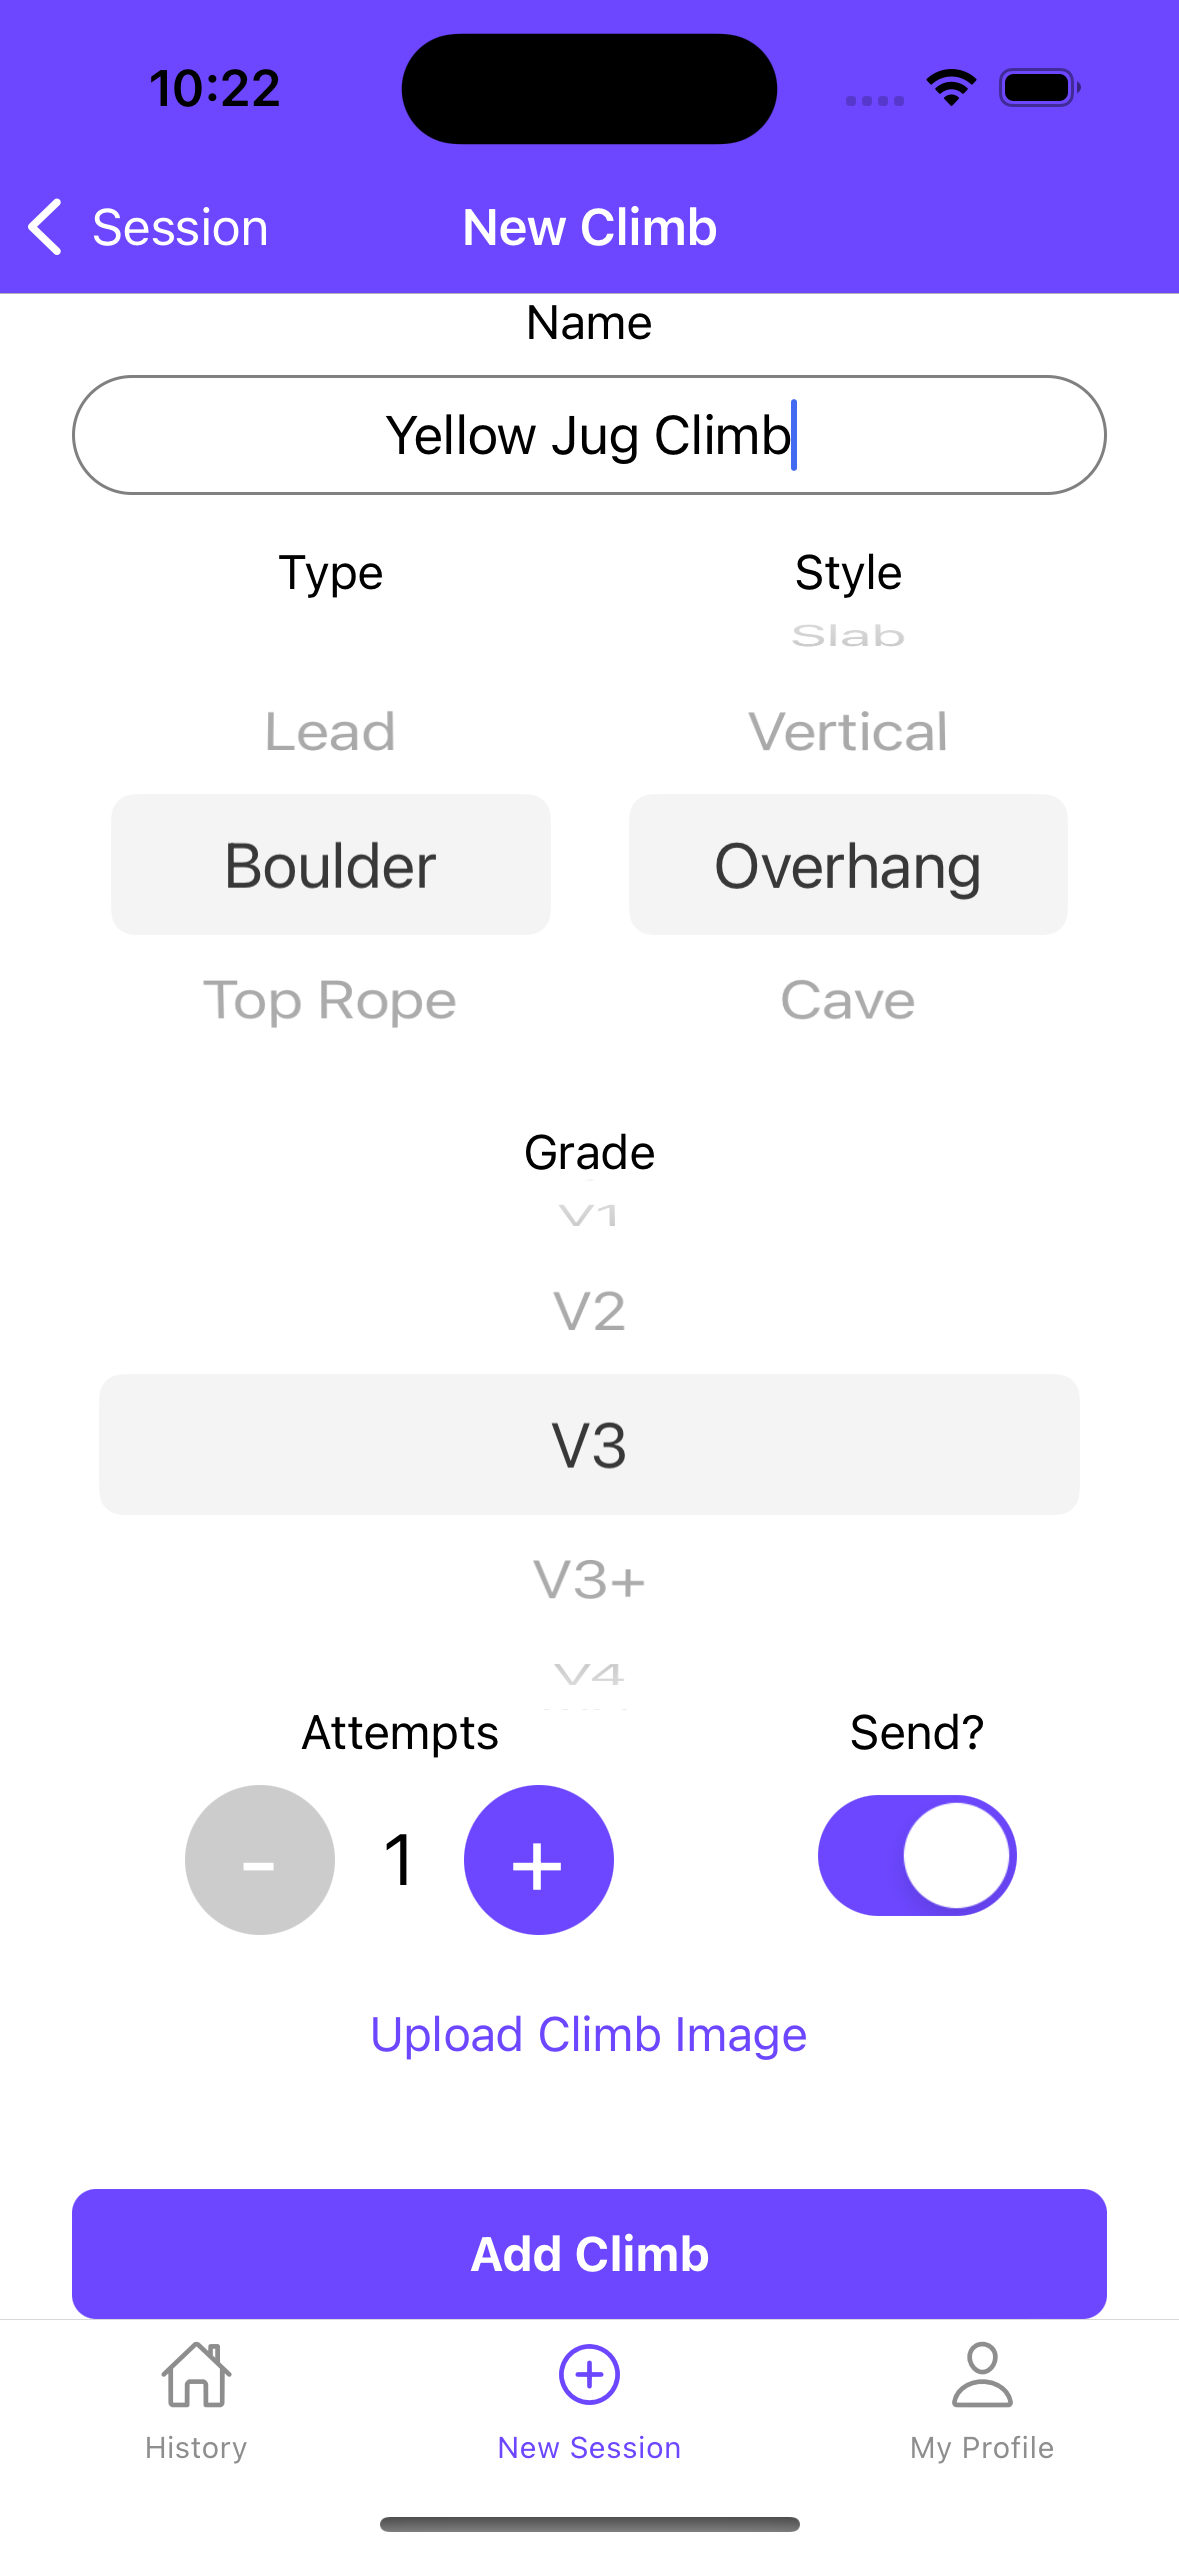 10:22
Session
New Climb
Name
Yellow Jug Climb
Type
Style
Slab
Lead
Vertical
Boulder
Overhang
Top Rope
Cave
Grade
V1
V2
V3
V3+
V4
Attempts
Send?
- 1 +
Upload Climb Image
Add Climb
History
New Session
My Profile